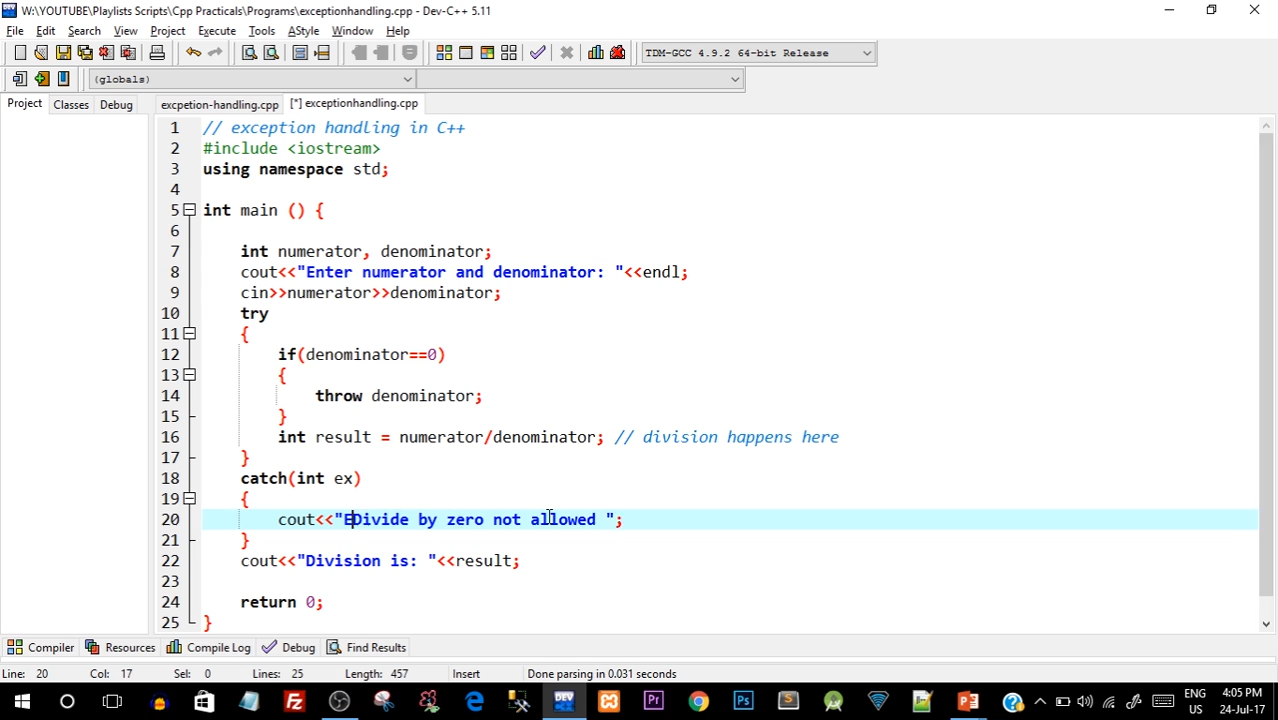 W:\YOUTUBE\Playlists Scripts\Cpp Practicals\Programs\exceptionhandling.cpp - Dev-C++ 5.11
File Edit Search View Project Execute Tools AStyle Window Help
TDM-GCC 4.9.2 64-bit Release
(globals)
Project Classes Debug excpetion-handling.cpp [*] exceptionhandling.cpp
1 // exception handling in C++
2 #include <iostream>
3 using namespace std;
4
5 int main () {
6
7 int numerator, denominator;
8 cout<<"Enter numerator and denominator: "<<endl;
9 cin>>numerator>>denominator;
10 try
11 {
12 if(denominator==0)
13 {
14 throw denominator;
15 }
16 int result = numerator/denominator; // division happens here
17 }
18 catch(int ex)
19 {
20 cout<<"EDivide by zero not allowed ";
21 }
22 cout<<"Division is: "<<result;
23
24 return 0;
25 }
Compiler Resources Compile Log Debug Find Results
Line: 20 Col: 17 Sel: 0 Lines: 25 Length: 457 Insert Done parsing in 0.031 seconds
DEV Pr Ps S ENG 4:05 PM
US 24-Jul-17